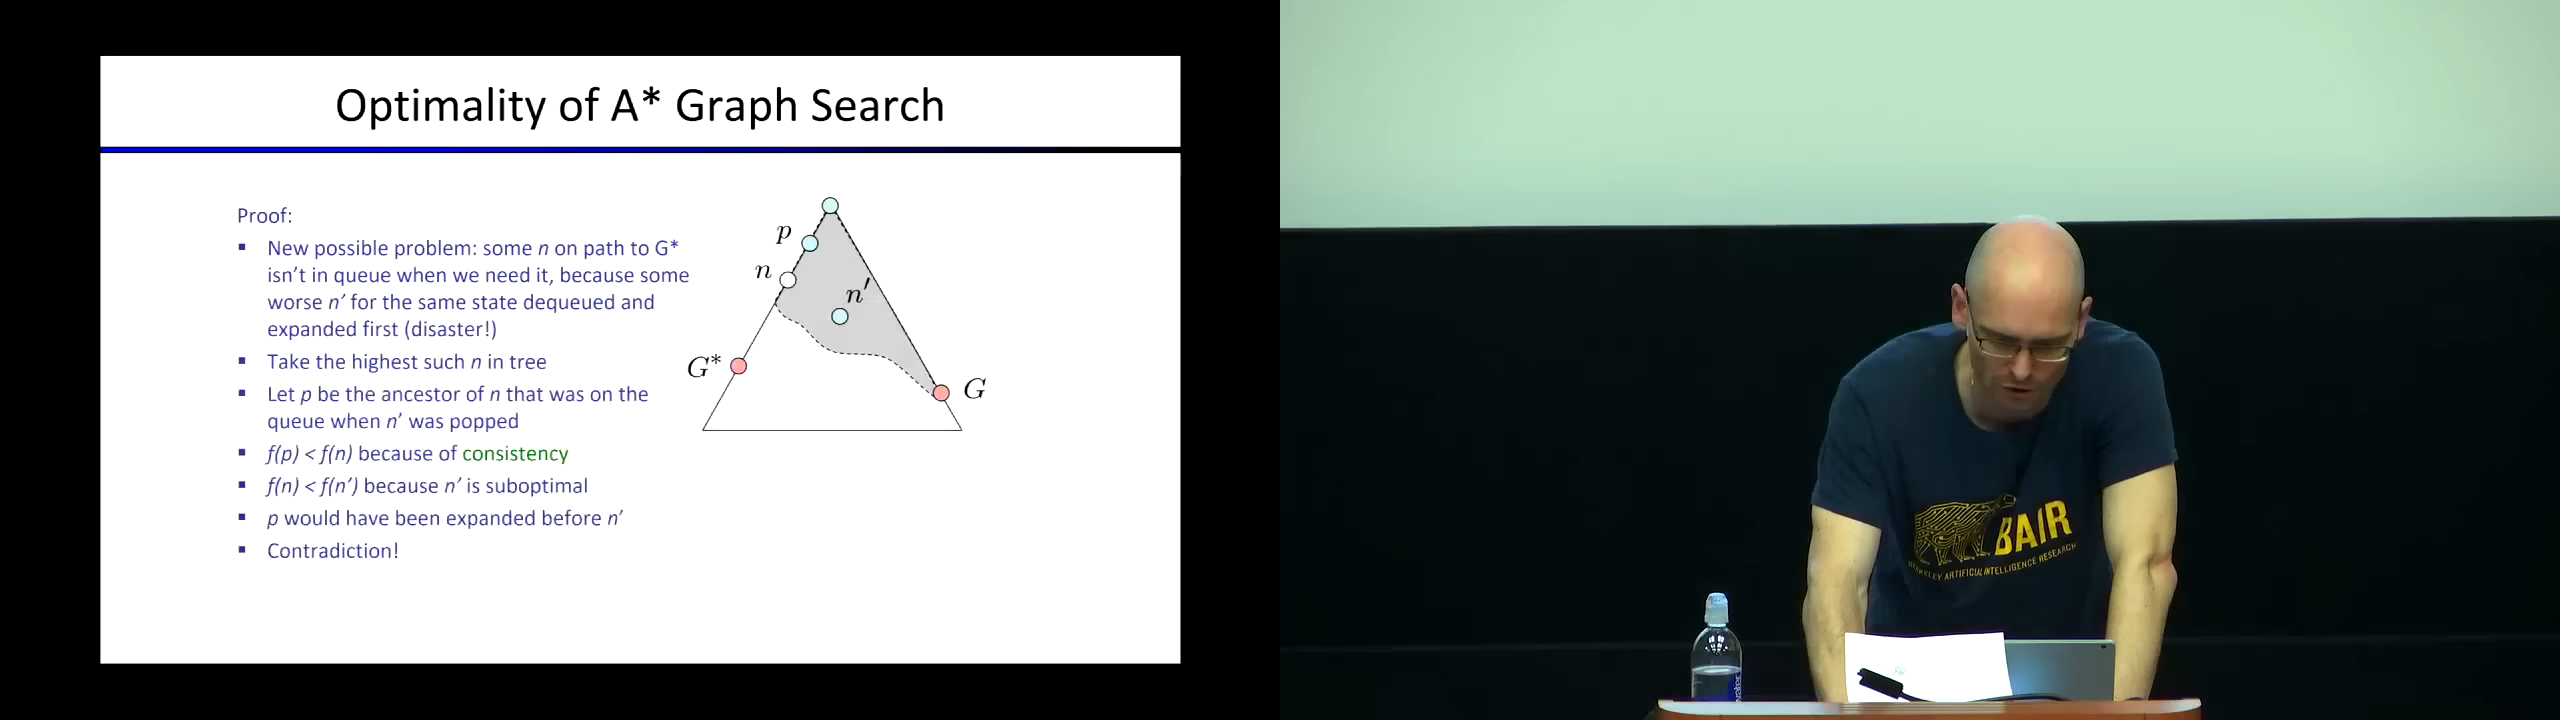 Optimality of A* Graph Search
Proof:
▪ New possible problem: some n on path to G*
isn't in queue when we need it, because some
worse n' for the same state dequeued and
expanded first (disaster!)
▪ Take the highest such n in tree
▪ Let p be the ancestor of n that was on the
queue when n' was popped
▪ f(p) < f(n) because of consistency
▪ f(n) < f(n') because n' is suboptimal
▪ p would have been expanded before n'
▪ Contradiction!
p
n
n'
G*
G
BAIR
BERKELEY ARTIFICIAL INTELLIGENCE RESEARCH
water